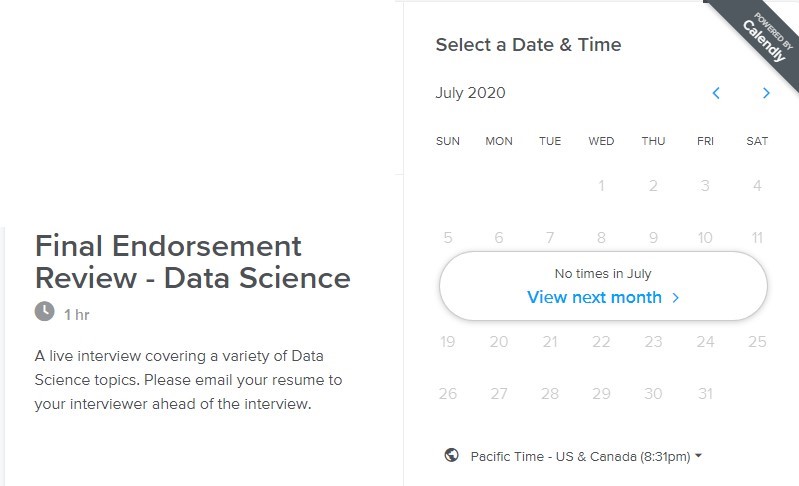 Final Endorsement
Review - Data Science
1 hr
A live interview covering a variety of Data
Science topics. Please email your resume to
your interviewer ahead of the interview.
POWERED BY
Calendly
Select a Date & Time
July 2020
SUN MON TUE WED THU FRI SAT
1 2 3 4
5 6 7 8 9 10 11
No times in July
View next month
19 20 21 22 23 24 25
26 27 28 29 30 31
Pacific Time - US & Canada (8:31pm)